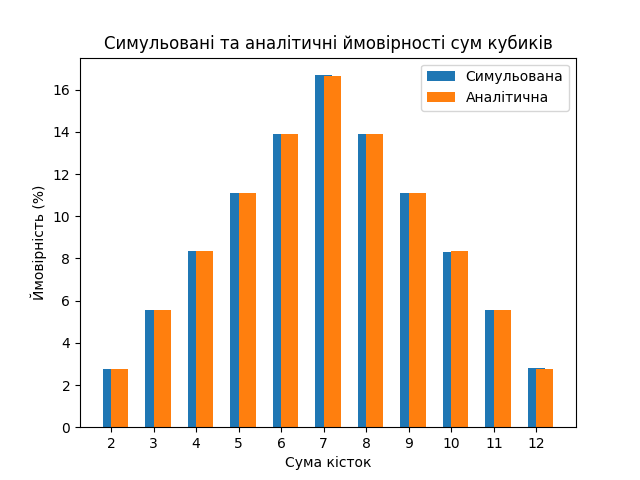 Симульовані та аналітичні ймовірності сум кубиків
Симульована
Аналітична
Ймовірність (%)
16
14
12
10
8
6
4
2
0
2 3 4 5 6 7 8 9 10 11 12
Сума кісток